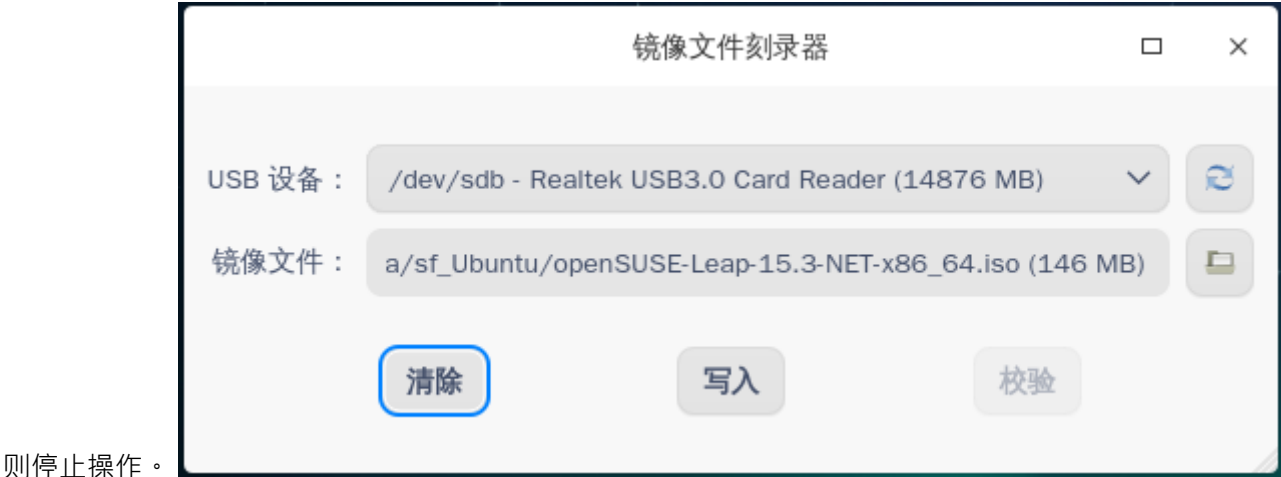 镜像文件刻录器
USB 设备： /dev/sdb - Realtek USB3.0 Card Reader (14876 MB)
镜像文件： a/sf_Ubuntu/openSUSE-Leap-15.3-NET-x86_64.iso (146 MB)
清除 写入 校验
则停止操作。